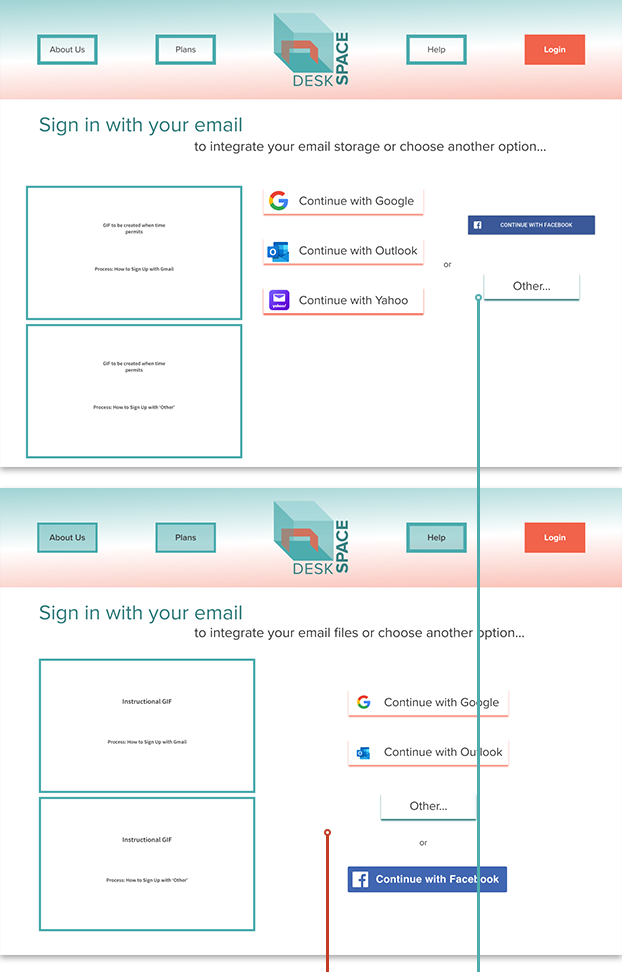 About Us
Plans
DESK SPACE
Help
Login
Sign in with your email
to integrate your email storage or choose another option...
GIF to be created when time
permits
Process: How to Sign Up with Gmail
GIF to be created when time
permits
Process: How to Sign Up with 'Other'
Continue with Google
Continue with Outlook
Continue with Yahoo
yahoo!
or
CONTINUE WITH FACEBOOK
Other...
About Us
Plans
DESK SPACE
Help
Login
Sign in with your email
to integrate your email files or choose another option...
Instructional GIF
Process: How to Sign Up with Gmail
Instructional GIF
Process: How to Sign Up with 'Other'
Continue with Google
Continue with Outlook
Other...
or
Continue with Facebook